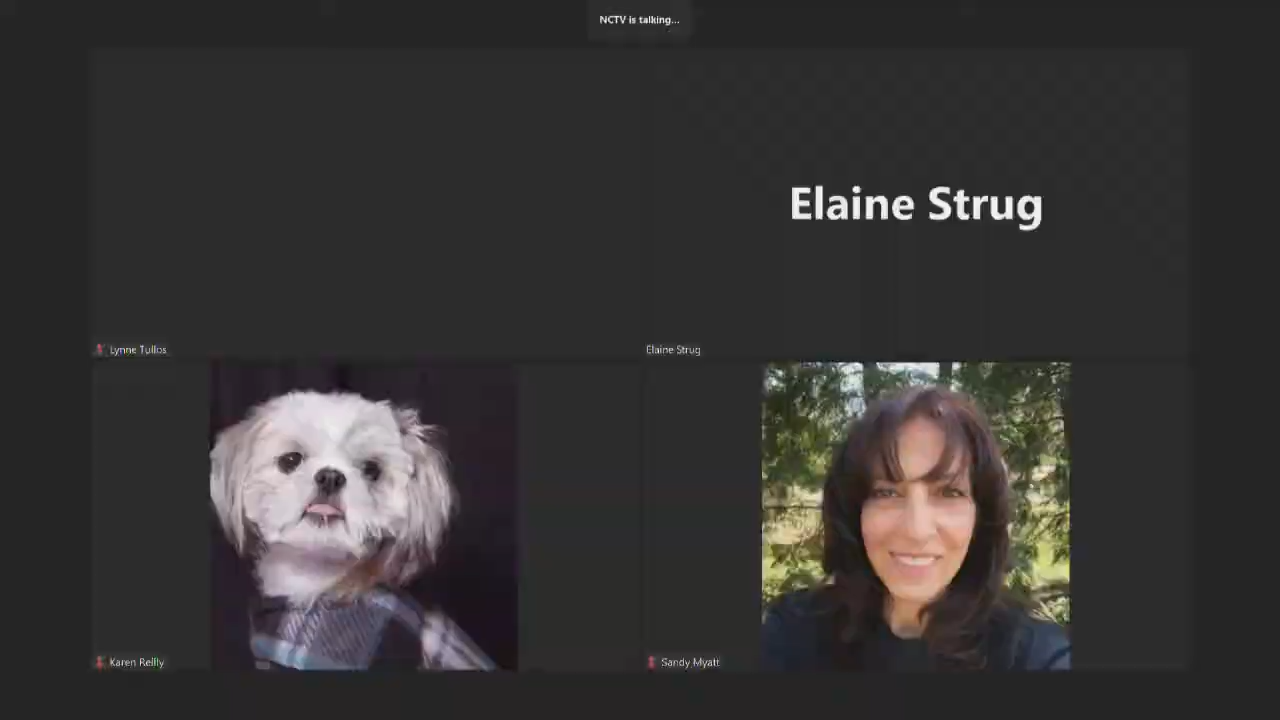 NCTV is talking...
Elaine Strug
Lynne Tullos
Elaine Strug
Karen Reilly
Sandy Myatt